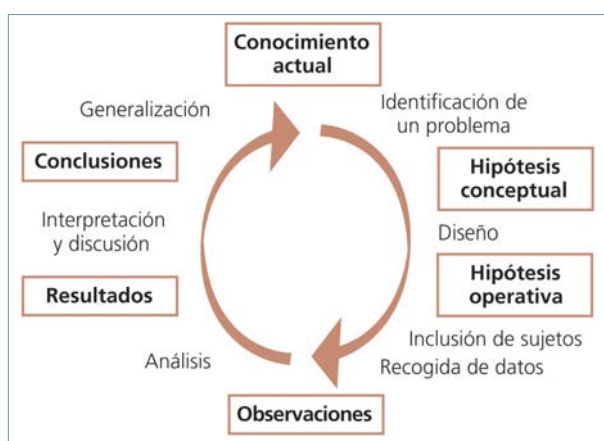 Conocimiento
actual
Identificación de
un problema
Hipótesis
conceptual
Diseño
Hipótesis
operativa
Inclusión de sujetos
Recogida de datos
Observaciones
Análisis
Resultados
Interpretación
y discusión
Conclusiones
Generalización